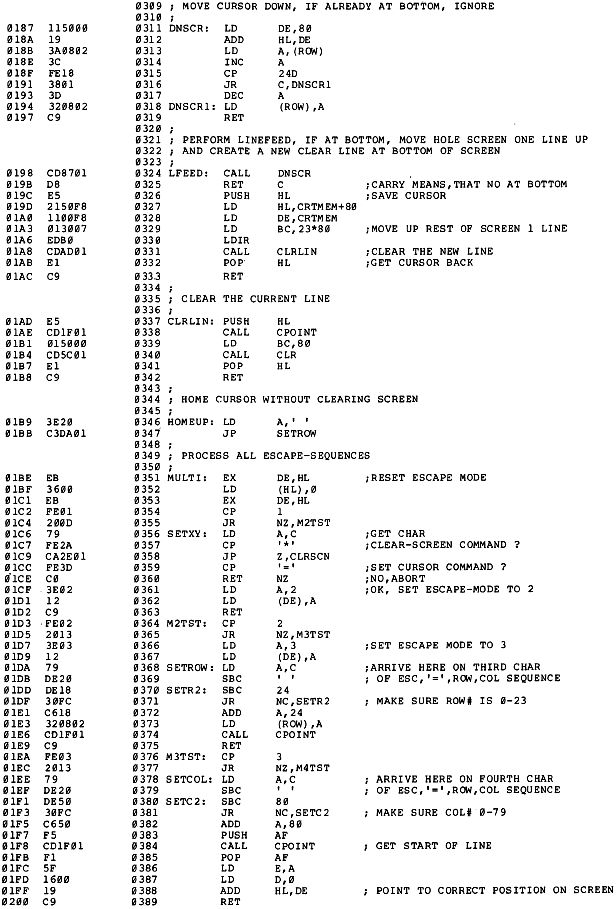 0309 ; MOVE CURSOR DOWN, IF ALREADY AT BOTTOM, IGNORE
0310 ;
0187 115000 0311 DNSCR: LD DE,80
018A 19 0312 ADD HL,DE
018B 3A0802 0313 LD A,(ROW)
018E 3C 0314 INC A
018F FE18 0315 CP 24D
0191 3801 0316 JR C,DNSCR1
0193 3D 0317 DEC A
0194 320802 0318 DNSCR1: LD (ROW),A
0197 C9 0319 RET
0320 ;
0321 ; PERFORM LINEFEED, IF AT BOTTOM, MOVE HOLE SCREEN ONE LINE UP
0322 ; AND CREATE A NEW CLEAR LINE AT BOTTOM OF SCREEN
0323 ;
0198 CD8701 0324 LFEED: CALL DNSCR
019B D8 0325 RET C ;CARRY MEANS,THAT NO AT BOTTOM
019C E5 0326 PUSH HL ;SAVE CURSOR
019D 2150F8 0327 LD HL,CRTMEM+80
01A0 1100F8 0328 LD DE,CRTMEM
01A3 013007 0329 LD BC,23*80 ;MOVE UP REST OF SCREEN 1 LINE
01A6 EDB0 0330 LDIR
01A8 CDAD01 0331 CALL CLRLIN ;CLEAR THE NEW LINE
01AB E1 0332 POP HL ;GET CURSOR BACK
01AC C9 0333 RET
0334 ;
0335 ; CLEAR THE CURRENT LINE
0336 ;
01AD E5 0337 CLRLIN: PUSH HL
01AE CD1F01 0338 CALL CPOINT
01B1 015000 0339 LD BC,80
01B4 CD5C01 0340 CALL CLR
01B7 E1 0341 POP HL
01B8 C9 0342 RET
0343 ;
0344 ; HOME CURSOR WITHOUT CLEARING SCREEN
0345 ;
01B9 3E20 0346 HOMEUP: LD A,' '
01BB C3DA01 0347 JP SETROW
0348 ;
0349 ; PROCESS ALL ESCAPE-SEQUENCES
0350 ;
01BE EB 0351 MULTI: EX DE,HL ;RESET ESCAPE MODE
01BF 3600 0352 LD (HL),0
01C1 EB 0353 EX DE,HL
01C2 FE01 0354 CP 1
01C4 200D 0355 JR NZ,M2TST
01C6 79 0356 SETXY: LD A,C ;GET CHAR
01C7 FE2A 0357 CP '*' ;CLEAR-SCREEN COMMAND ?
01C9 CA2E01 0358 JP Z,CLRSCN
01CC FE3D 0359 CP '=' ;SET CURSOR COMMAND ?
01CE C0 0360 RET NZ ;NO,ABORT
01CF 3E02 0361 LD A,2 ;OK, SET ESCAPE-MODE TO 2
01D1 12 0362 LD (DE),A
01D2 C9 0363 RET
01D3 FE02 0364 M2TST: CP 2
01D5 2013 0365 JR NZ,M3TST
01D7 3E03 0366 LD A,3 ;SET ESCAPE MODE TO 3
01D9 12 0367 LD (DE),A
01DA 79 0368 SETROW: LD A,C ;ARRIVE HERE ON THIRD CHAR
01DB DE20 0369 SBC ' ' ; OF ESC,'=',ROW,COL SEQUENCE
01DD DE18 0370 SETR2: SBC 24
01DF 30FC 0371 JR NC,SETR2 ; MAKE SURE ROW# IS 0-23
01E1 C618 0372 ADD A,24
01E3 320802 0373 LD (ROW),A
01E6 CD1F01 0374 CALL CPOINT
01E9 C9 0375 RET
01EA FE03 0376 M3TST: CP 3
01EC 2013 0377 JR NZ,M4TST
01EE 79 0378 SETCOL: LD A,C ; ARRIVE HERE ON FOURTH CHAR
01EF DE20 0379 SBC ' ' ; OF ESC,'=',ROW,COL SEQUENCE
01F1 DE50 0380 SETC2: SBC 80
01F3 30FC 0381 JR NC,SETC2 ; MAKE SURE COL# 0-79
01F5 C650 0382 ADD A,80
01F7 F5 0383 PUSH AF
01F8 CD1F01 0384 CALL CPOINT ; GET START OF LINE
01FB F1 0385 POP AF
01FC 5F 0386 LD E,A
01FD 1600 0387 LD D,0
01FF 19 0388 ADD HL,DE ; POINT TO CORRECT POSITION ON SCREEN
0200 C9 0389 RET